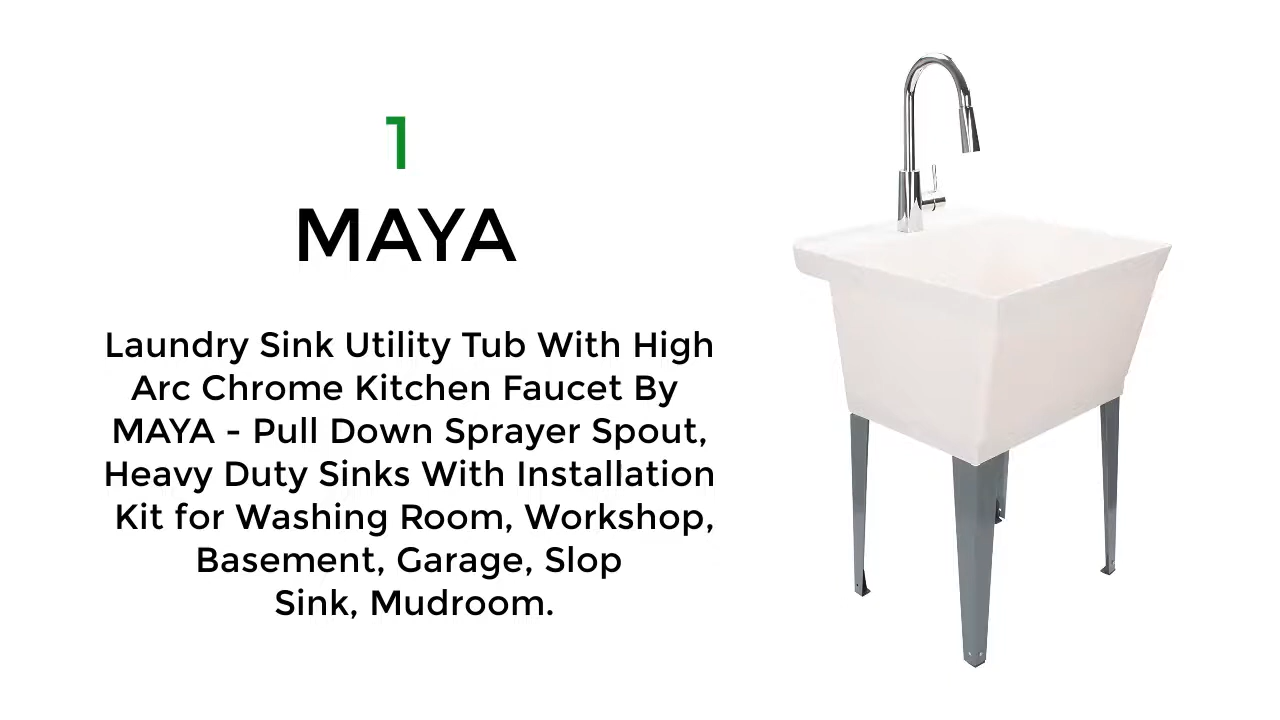 1
MAYA
Laundry Sink Utility Tub With High
Arc Chrome Kitchen Faucet By
MAYA - Pull Down Sprayer Spout,
Heavy Duty Sinks With Installation
Kit for Washing Room, Workshop,
Basement, Garage, Slop
Sink, Mudroom.